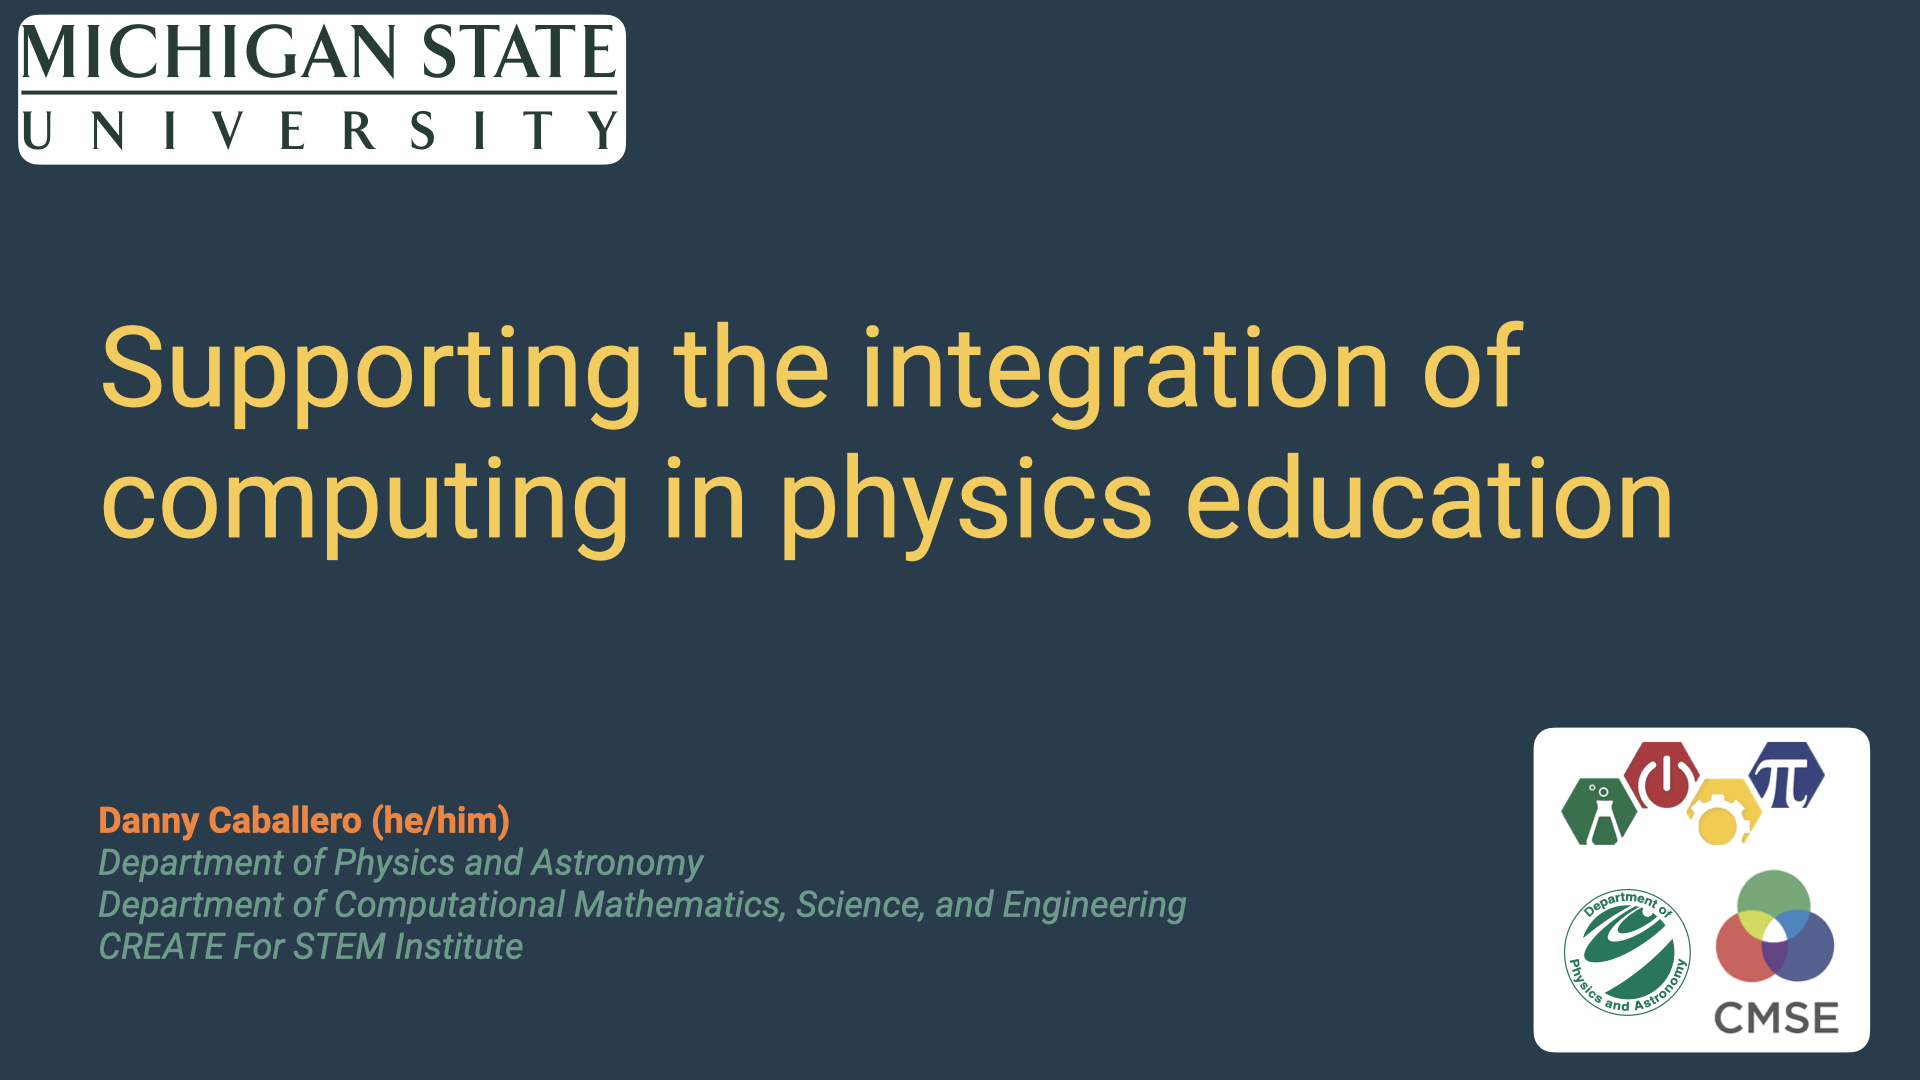 MICHIGAN STATE
UNIVERSITY
Supporting the integration of
computing in physics education
Danny Caballero (he/him)
Department of Physics and Astronomy
Department of Computational Mathematics, Science, and Engineering
CREATE For STEM Institute
π
Department of
Physics and Astronomy
CMSE